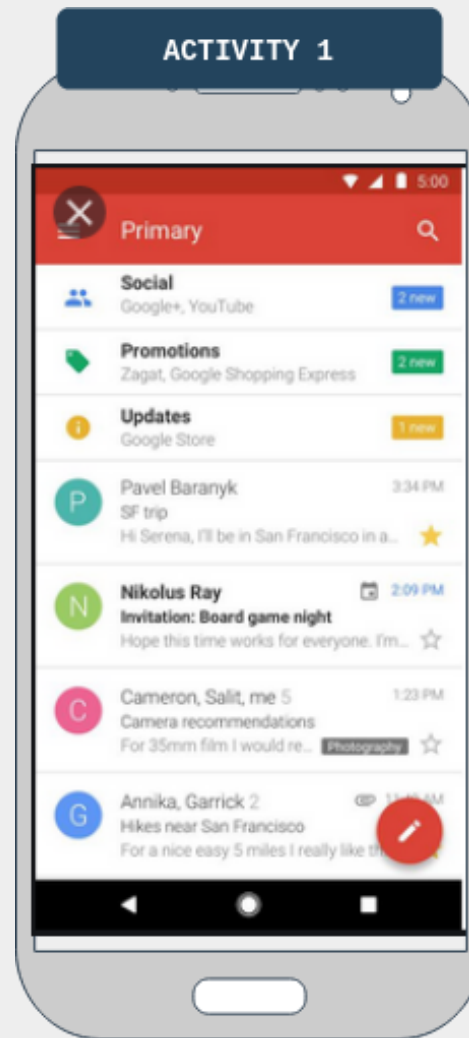 ACTIVITY 1
5:00
Primary
Social
2 new
Google+, YouTube
Promotions
2 new
Zagat, Google Shopping Express
Updates
1 new
Google Store
Pavel Baranyk 3:34 PM
SF trip
Hi Serena, I'll be in San Francisco in a...
Nikolus Ray 2:09 PM
Invitation: Board game night
Hope this time works for everyone. I'm...
Cameron, Salit, me 5 1:23 PM
Camera recommendations
For 35mm film I would re... Photography
Annika, Garrick 2 AM
Hikes near San Francisco
For a nice easy 5 miles I really like
P
N
C
G